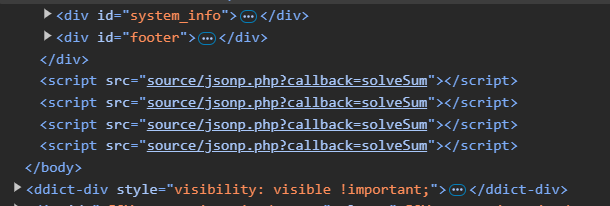 ▶<div id="system_info">…</div>
▶<div id="footer">…</div>
</div>
<script src="source/jsonp.php?callback=solveSum"></script>
<script src="source/jsonp.php?callback=solveSum"></script>
<script src="source/jsonp.php?callback=solveSum"></script>
<script src="source/jsonp.php?callback=solveSum"></script>
</body>
▶<ddict-div style="visibility: visible !important;">…</ddict-div>